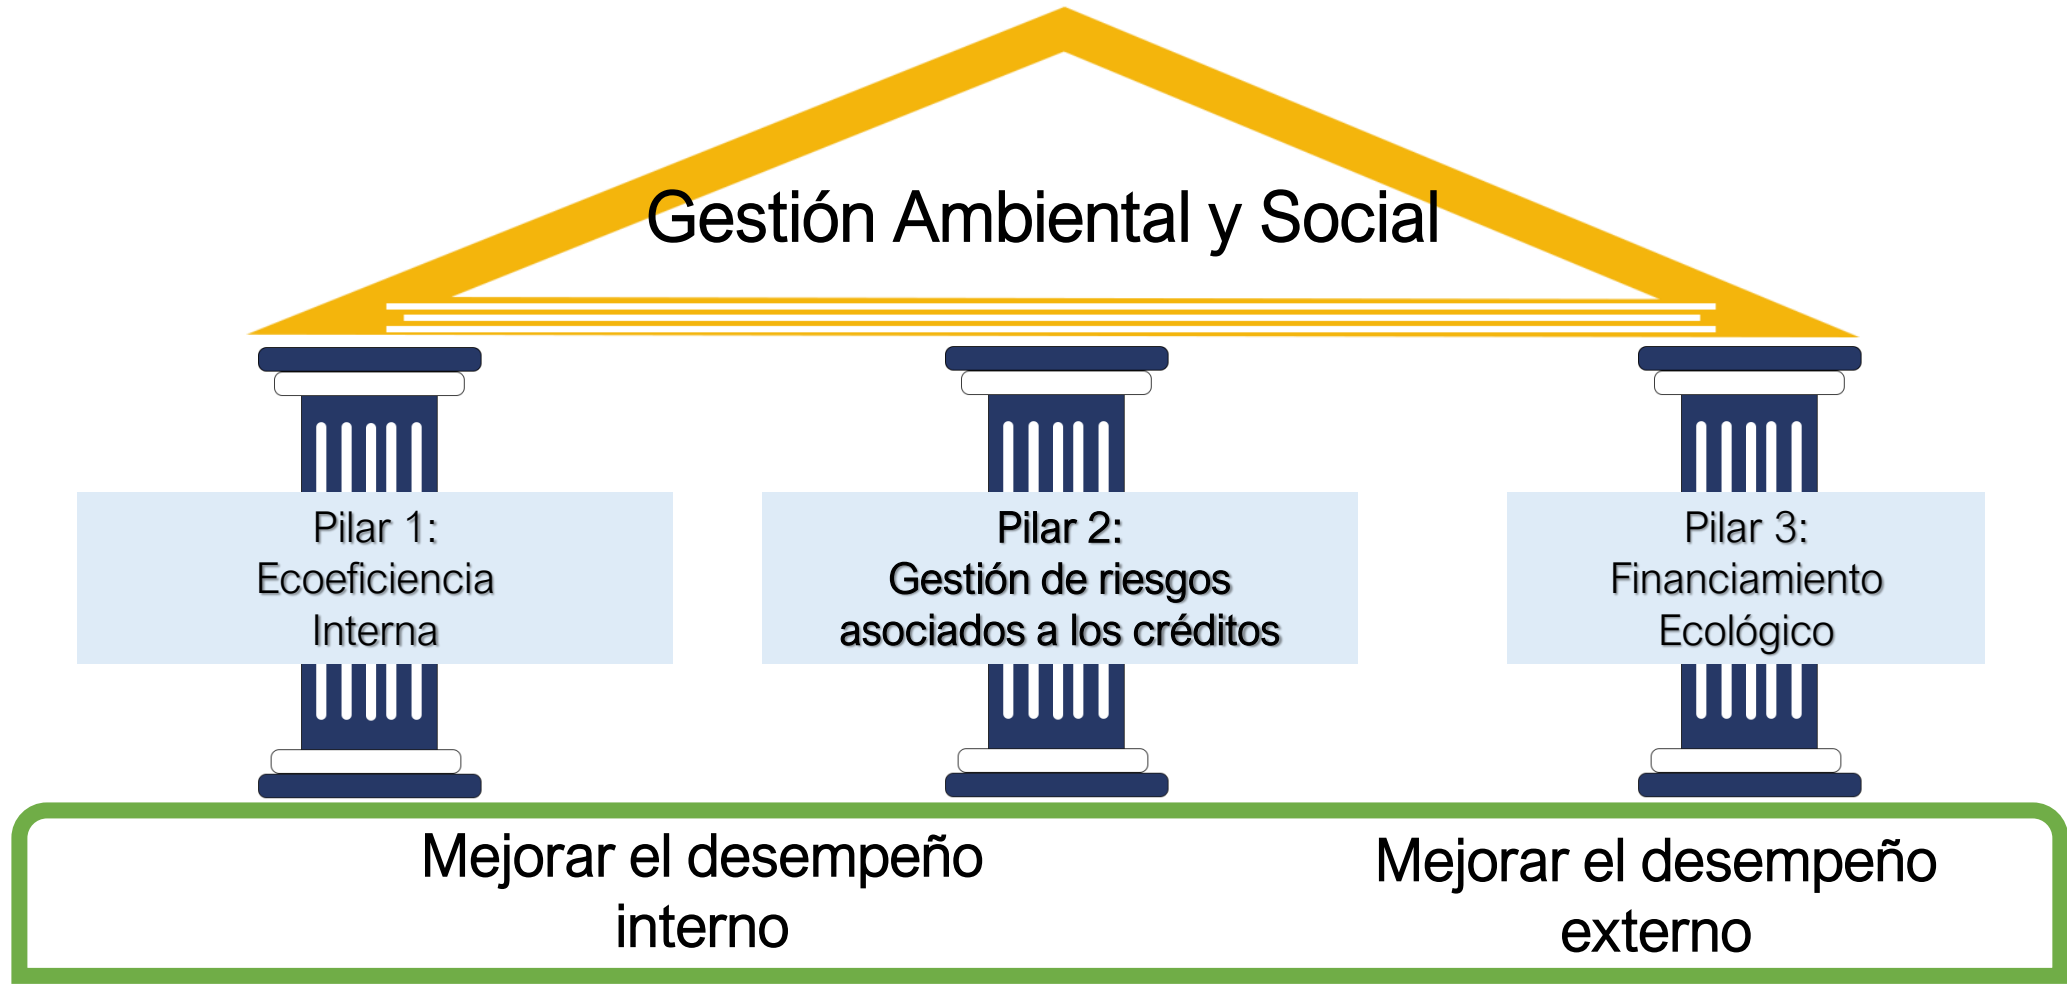 Gestión Ambiental y Social
Pilar 1:
Ecoeficiencia
Interna
Pilar 2:
Gestión de riesgos
asociados a los créditos
Pilar 3:
Financiamiento
Ecológico
Mejorar el desempeño
interno
Mejorar el desempeño
externo